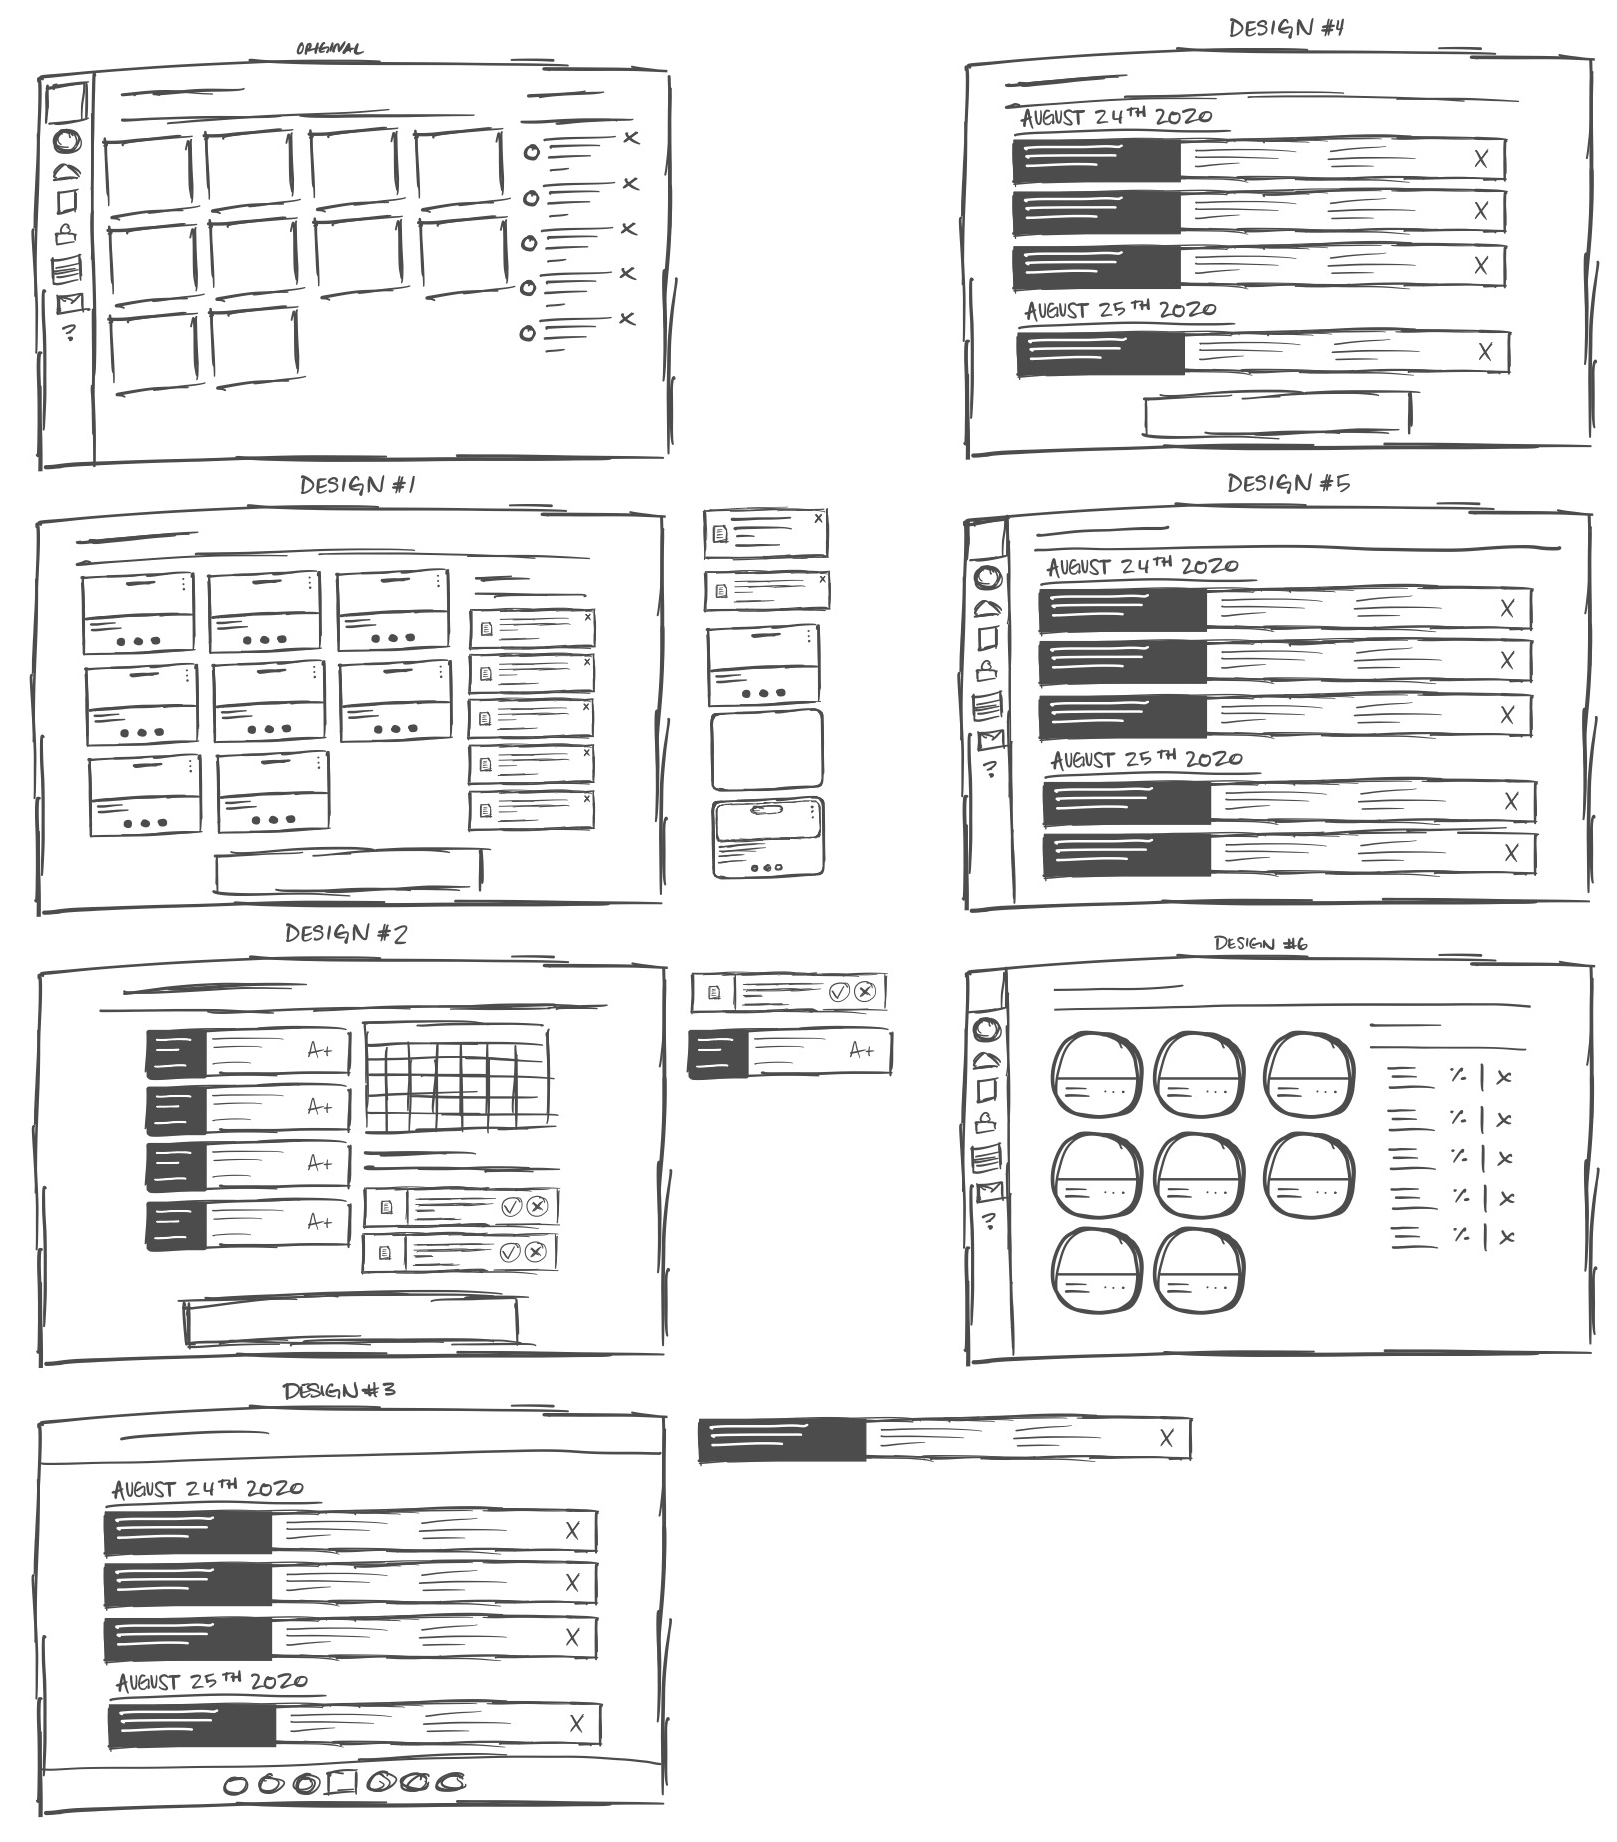 ORIGINAL
DESIGN #1
DESIGN #2
A+
A+
A+
A+
A+
DESIGN #3
AUGUST 24TH 2020
X
X
X
AUGUST 25TH 2020
X
X
DESIGN #4
AUGUST 24TH 2020
X
X
X
AUGUST 25TH 2020
X
DESIGN #5
AUGUST 24TH 2020
X
X
X
AUGUST 25TH 2020
X
X
DESIGN #6
% | X
% | X
% | X
% | X
% | X